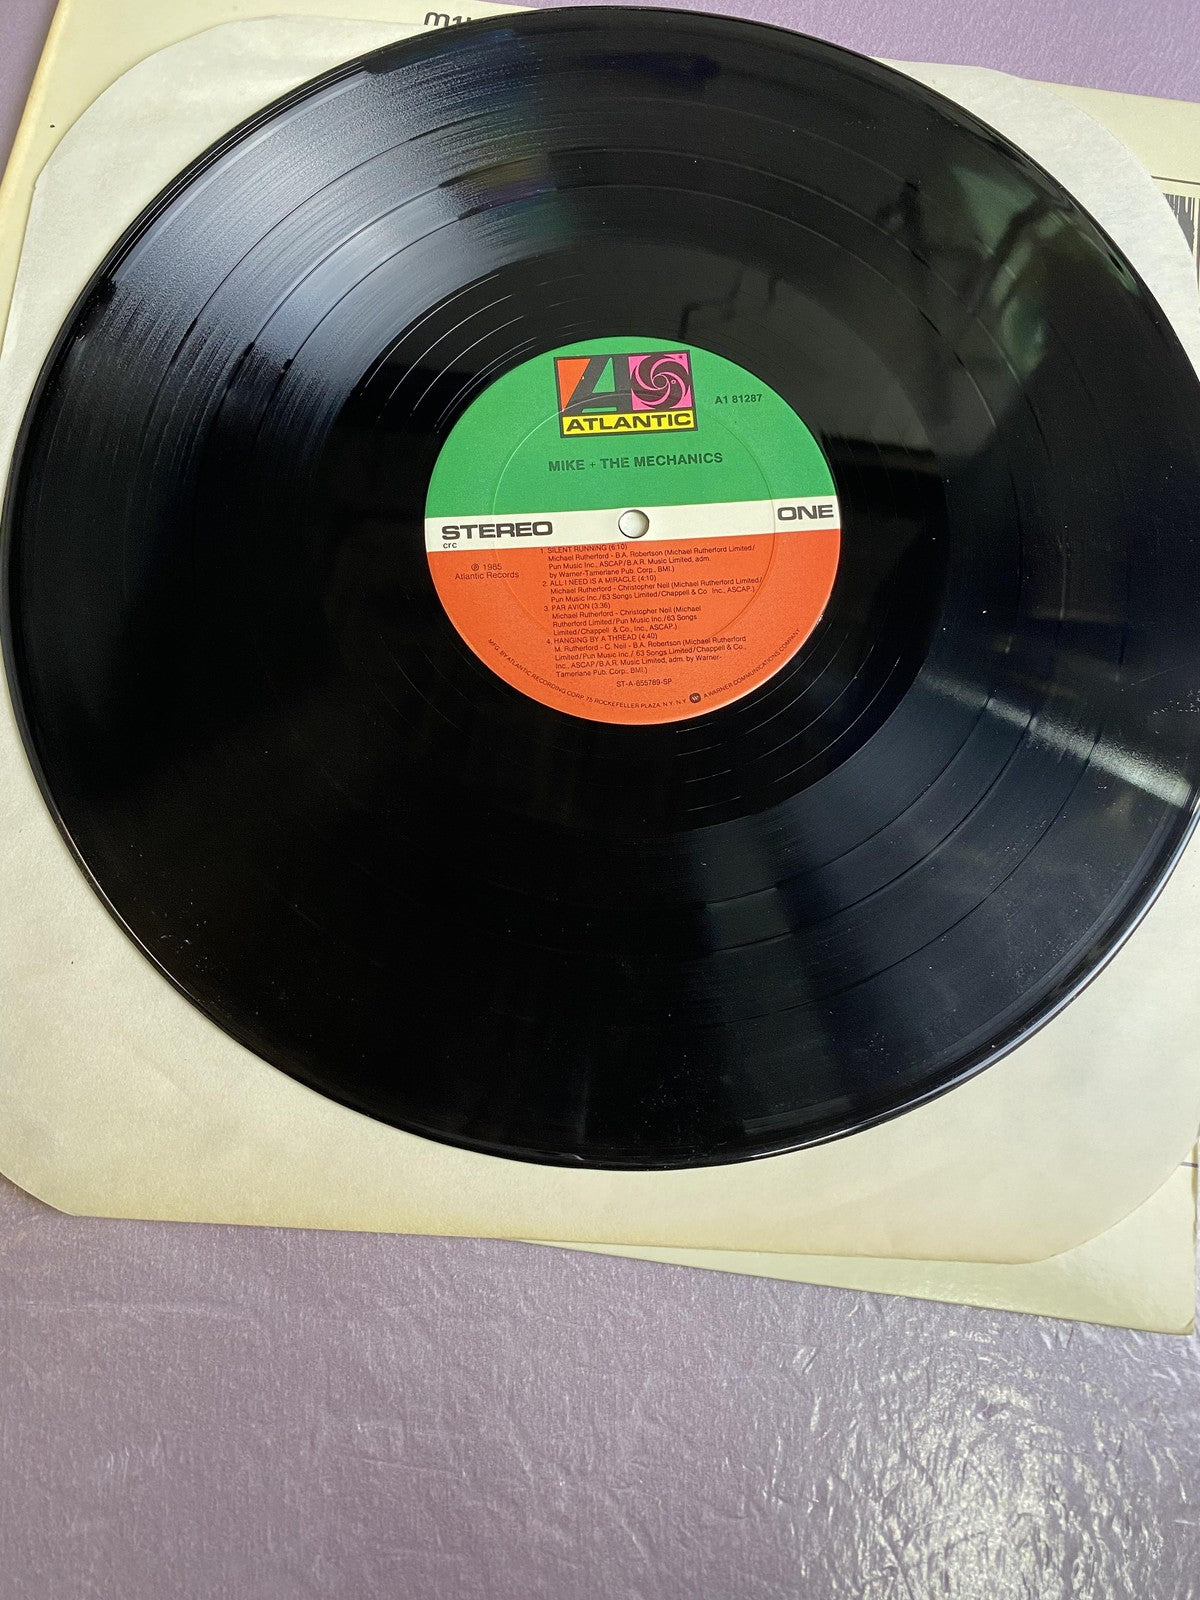 ATLANTIC
A1 81287
MIKE + THE MECHANICS
STEREO
ONE
crc
℗ 1985
Atlantic Records
1. SILENT RUNNING (6:10)
Michael Rutherford - B.A. Robertson (Michael Rutherford Limited/
Pun Music Inc., ASCAP/B.A.R. Music Limited, adm.
by Warner-Tamerlane Pub. Corp., BMI.)
2. ALL I NEED IS A MIRACLE (4:10)
Michael Rutherford - Christopher Neil (Michael Rutherford Limited/
Pun Music Inc./63 Songs Limited/Chappell & Co. Inc., ASCAP.)
3. PAR AVION (3:36)
Michael Rutherford - Christopher Neil (Michael
Rutherford Limited/Pun Music Inc./63 Songs
Limited/Chappell & Co., Inc., ASCAP.)
4. HANGING BY A THREAD (4:40)
M. Rutherford - C. Neil - B.A. Robertson (Michael Rutherford
Limited/Pun Music Inc./ 63 Songs Limited/Chappell & Co.,
Inc., ASCAP/B.A.R. Music Limited, adm. by Warner-
Tamerlane Pub. Corp., BMI.)
ST-A-655789-SP
MFG. BY ATLANTIC RECORDING CORP. 75 ROCKEFELLER PLAZA, N.Y. N.Y. A WARNER COMMUNICATIONS COMPANY